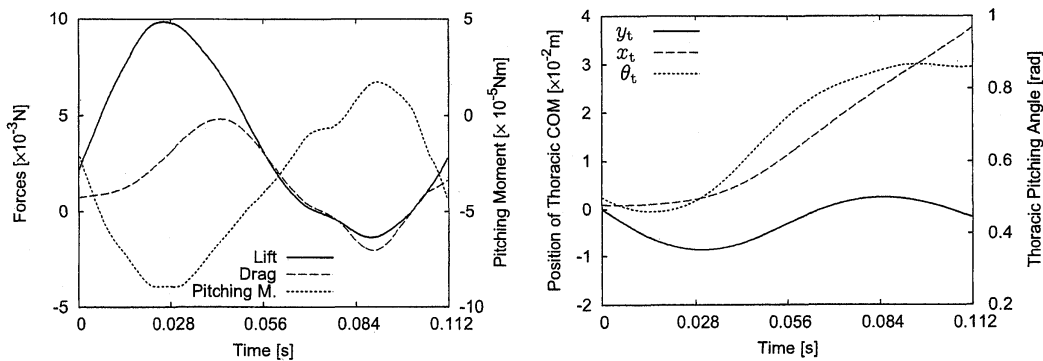 Forces [×10⁻³N]
10
5
0
-5
Lift
Drag
Pitching M.
0
0.028
0.056
0.084
0.112
Time [s]
5
0
-5
-10
Pitching Moment [× 10⁻⁵Nm]
Position of Thoracic COM [×10⁻²m]
4
3
2
1
0
-1
-2
yₜ
xₜ
θₜ
0
0.028
0.056
0.084
0.112
Time [s]
1
0.8
0.6
0.4
0.2
Thoracic Pitching Angle [rad]